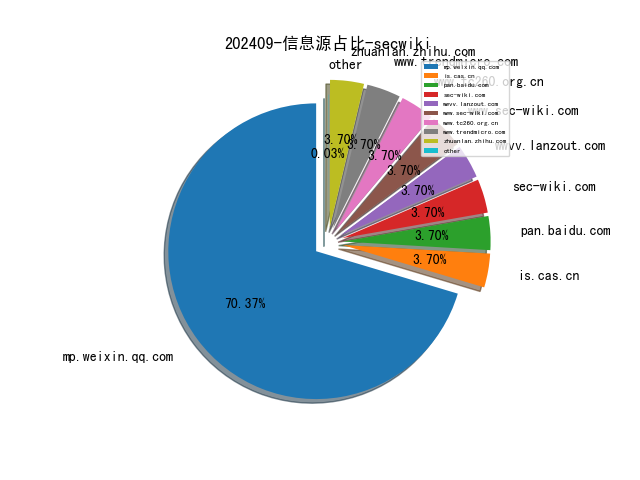 202409-信息源占比-secwiki
zhuanlan.zhihu.com
other
www.trendmicro.com
www.tc260.org.cn
www.sec-wiki.com
wwvv.lanzout.com
sec-wiki.com
pan.baidu.com
is.cas.cn
mp.weixin.qq.com
3.70%
0.03%
3.70%
3.70%
3.70%
3.70%
3.70%
3.70%
3.70%
70.37%
mp.weixin.qq.com
is.cas.cn
pan.baidu.com
sec-wiki.com
wwvv.lanzout.com
www.sec-wiki.com
www.tc260.org.cn
www.trendmicro.com
zhuanlan.zhihu.com
other